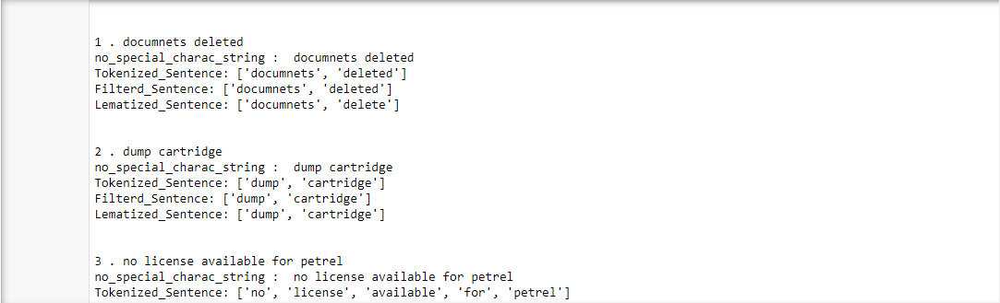 1 . documnets deleted
no_special_charac_string :  documnets deleted
Tokenized_Sentence: ['documnets', 'deleted']
Filterd_Sentence: ['documnets', 'deleted']
Lematized_Sentence: ['documnets', 'delete']
2 . dump cartridge
no_special_charac_string :  dump cartridge
Tokenized_Sentence: ['dump', 'cartridge']
Filterd_Sentence: ['dump', 'cartridge']
Lematized_Sentence: ['dump', 'cartridge']
3 . no license available for petrel
no_special_charac_string :  no license available for petrel
Tokenized_Sentence: ['no', 'license', 'available', 'for', 'petrel']